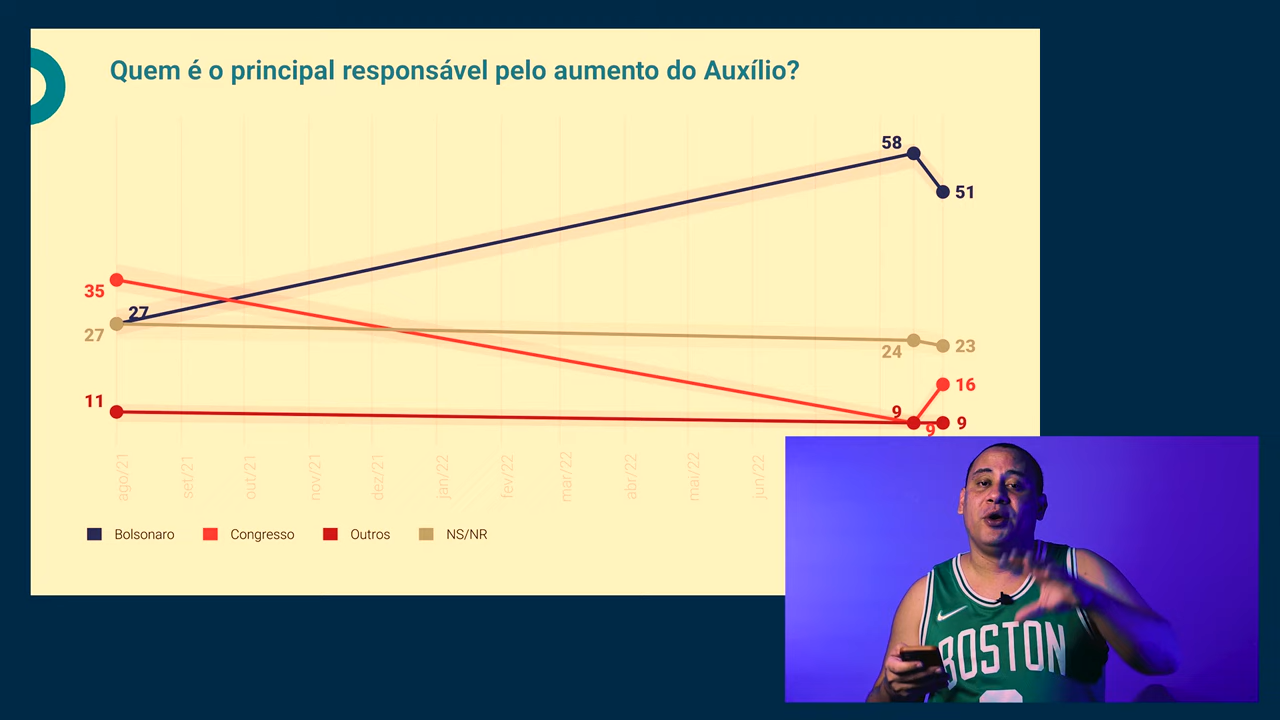 Quem é o principal responsável pelo aumento do Auxílio?
58
51
35
27
27
24
23
16
11
9
9
9
ago/21
set/21
out/21
nov/21
dez/21
jan/22
fev/22
mar/22
abr/22
mai/22
jun/22
Bolsonaro
Congresso
Outros
NS/NR
BOSTON